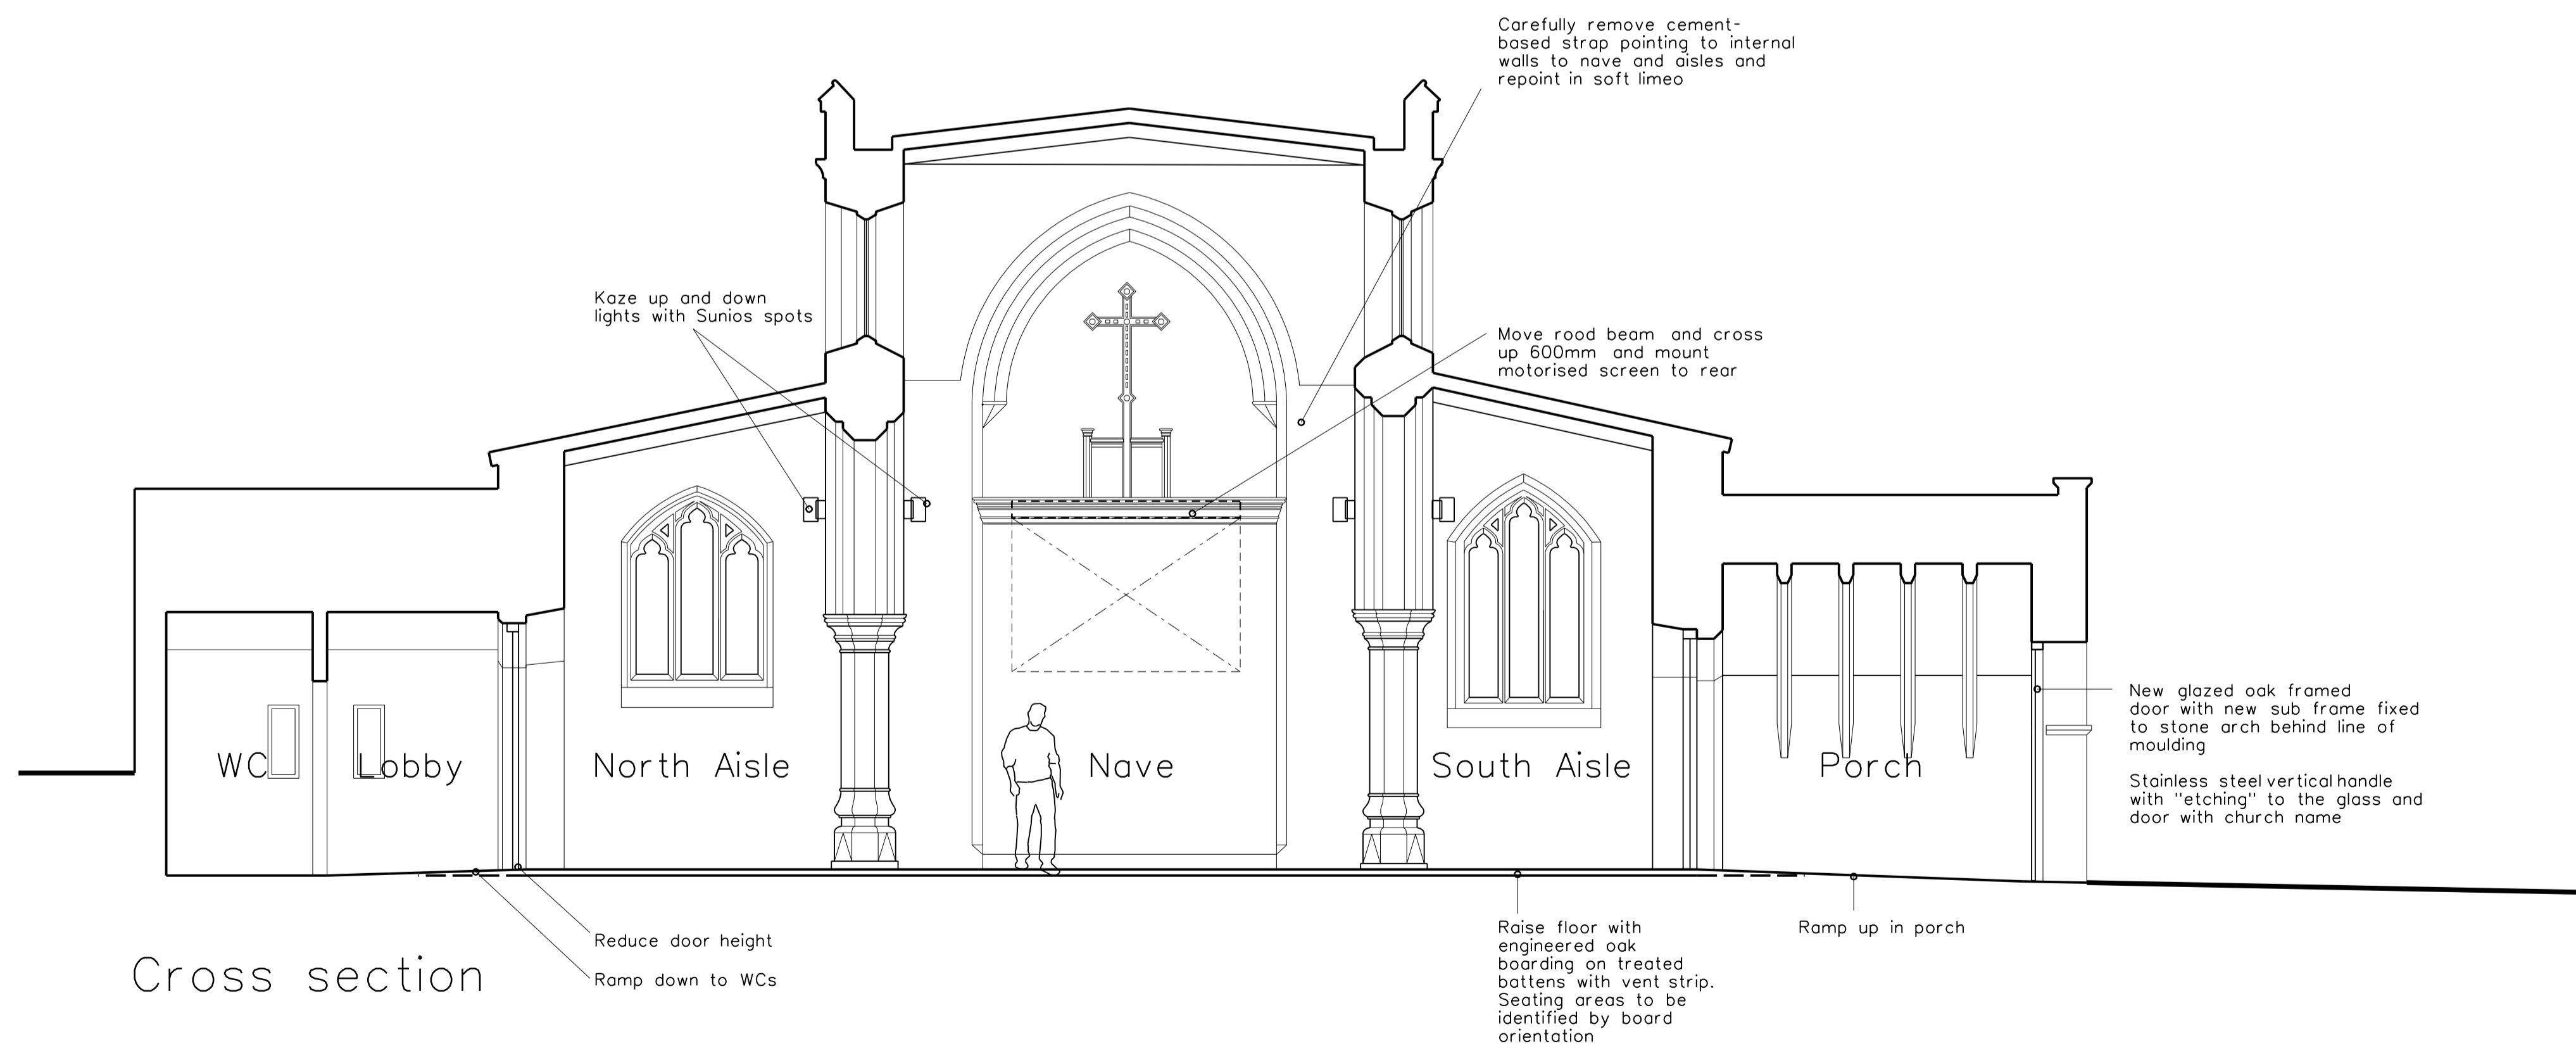 Carefully remove cement-
based strap pointing to internal
walls to nave and aisles and
repoint in soft limeo
Kaze up and down
lights with Sunios spots
Move rood beam and cross
up 600mm and mount
motorised screen to rear
New glazed oak framed
door with new sub frame fixed
to stone arch behind line of
moulding
Stainless steel vertical handle
with "etching" to the glass and
door with church name
WC
Lobby
North Aisle
Nave
South Aisle
Porch
Reduce door height
Ramp down to WCs
Raise floor with
engineered oak
boarding on treated
battens with vent strip.
Seating areas to be
identified by board
orientation
Ramp up in porch
Cross section